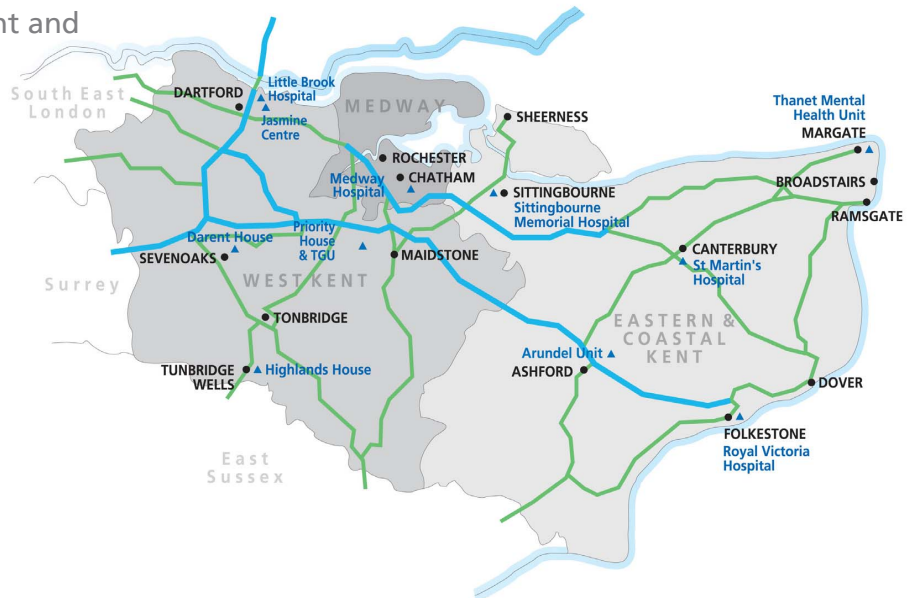 nt and
South East
London
DARTFORD
Little Brook
Hospital
Jasmine
Centre
MEDWAY
SHEERNESS
Thanet Mental
Health Unit
MARGATE
ROCHESTER
CHATHAM
Medway
Hospital
BROADSTAIRS
SITTINGBOURNE
Sittingbourne
Memorial Hospital
RAMSGATE
Darent House
SEVENOAKS
Priority
House
& TGU
MAIDSTONE
CANTERBURY
St Martin's
Hospital
Surrey
WEST KENT
TONBRIDGE
EASTERN &
COASTAL
KENT
Arundel Unit
ASHFORD
TUNBRIDGE
WELLS
Highlands House
DOVER
FOLKESTONE
Royal Victoria
Hospital
East
Sussex